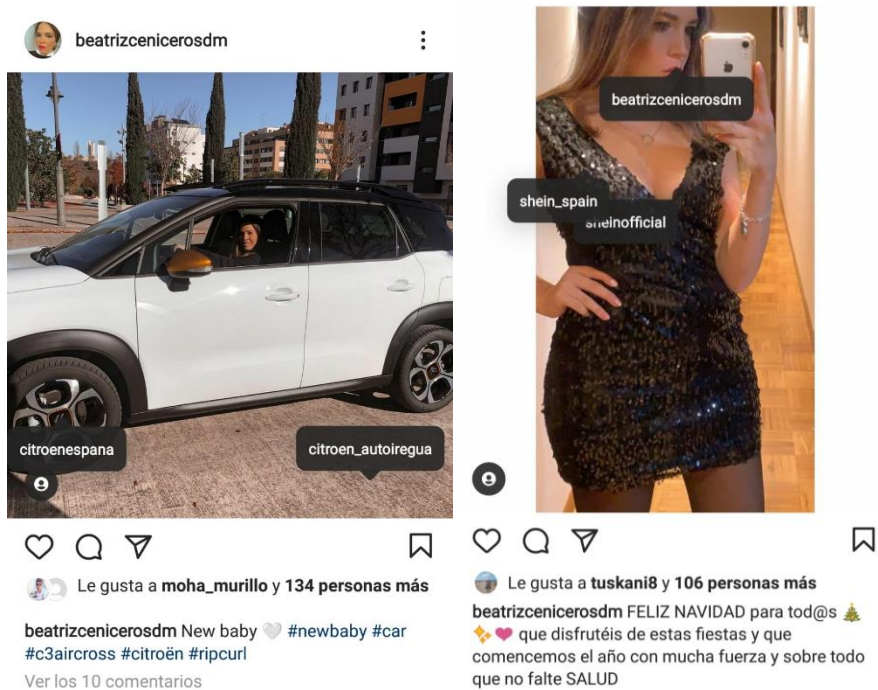 beatrizcenicerosdm
citroenespana
citroen_autoiregua
Le gusta a moha_murillo y 134 personas más
beatrizcenicerosdm New baby 🤍 #newbaby #car
#c3aircross #citroën #ripcurl
Ver los 10 comentarios
beatrizcenicerosdm
shein_spain
sheinofficial
Le gusta a tuskani8 y 106 personas más
beatrizcenicerosdm FELIZ NAVIDAD para tod@s 🎄
✨ ❤️ que disfrutéis de estas fiestas y que
comencemos el año con mucha fuerza y sobre todo
que no falte SALUD